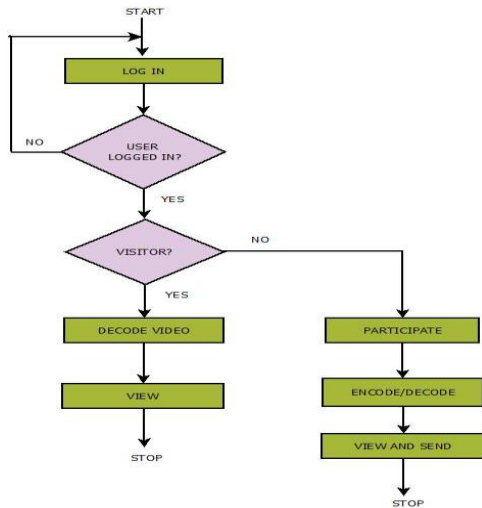 START
LOG IN
USER
LOGGED IN?
NO
YES
VISITOR?
NO
YES
DECODE VIDEO
PARTICIPATE
VIEW
ENCODE/DECODE
VIEW AND SEND
STOP
STOP